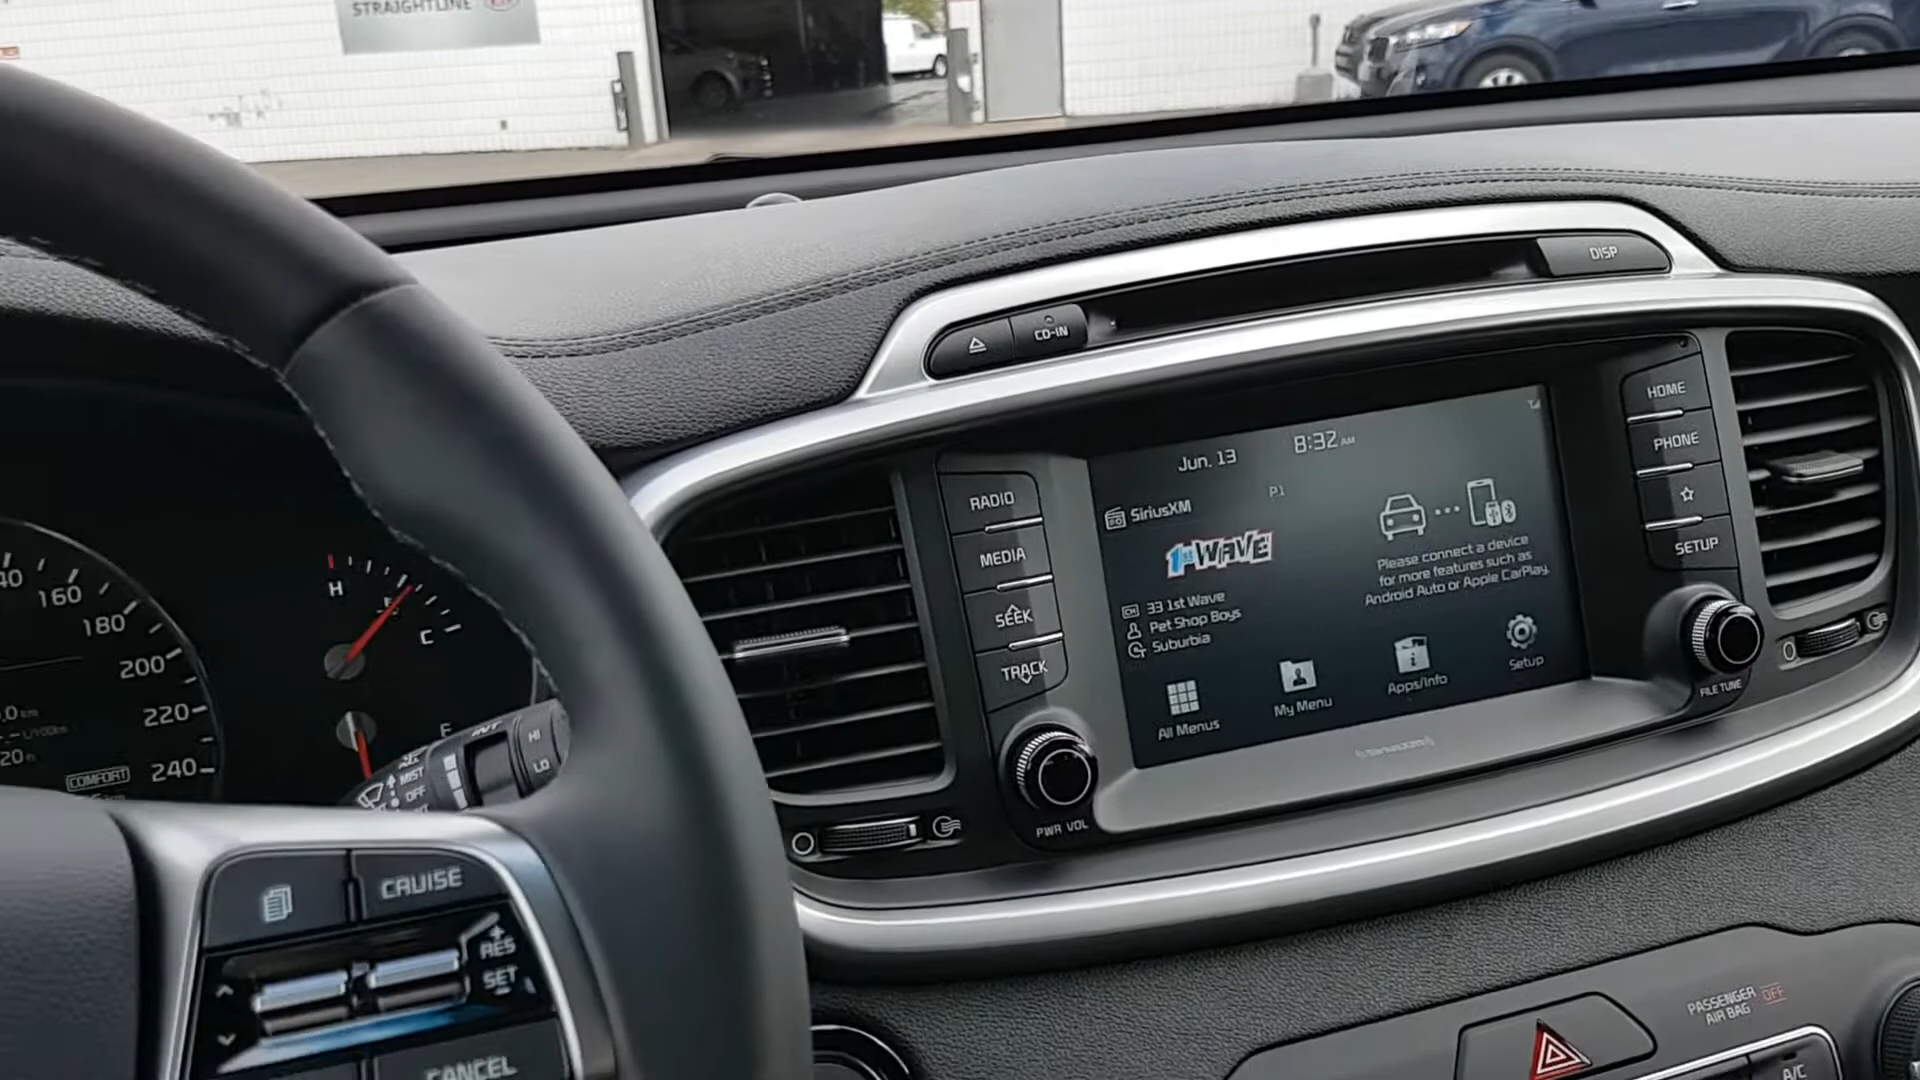 STRAIGHTLINE
DISP
CD-IN
HOME
PHONE
SETUP
FILE TUNE
RADIO
MEDIA
SEEK
TRACK
PWR VOL
Jun. 13
8:32 AM
SiriusXM
P1
1st WAVE
33 1st Wave
Pet Shop Boys
Suburbia
Please connect a device
for more features such as
Android Auto or Apple CarPlay.
All Menus
My Menu
Apps/Info
Setup
SiriusXM
H
C
E
160
180
200
220
240
COMFORT
INT
HI
LO
MIST
OFF
CRUISE
RES
SET
CANCEL
PASSENGER
AIR BAG OFF
A/C